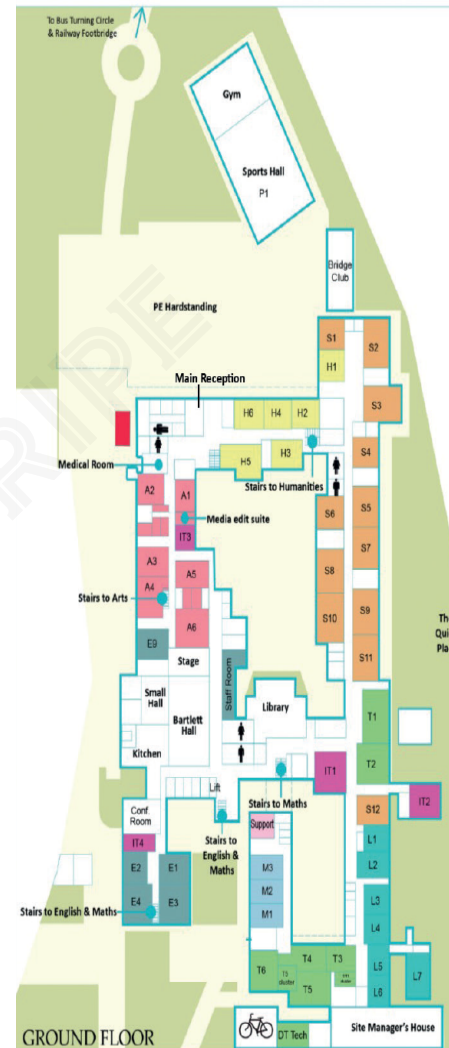 To Bus Turning Circle
& Railway Footbridge
Gym
Sports Hall
P1
Bridge
Club
PE Hardstanding
S1
S2
H1
Main Reception
S3
H6
H4
H2
H5
H3
S4
Medical Room
Stairs to Humanities
A2
A1
S6
S5
Media edit suite
IT3
S7
A3
A5
S8
A4
Stairs to Arts
S9
A6
S10
The
Quie
Plac
E9
S11
Stage
Staff Room
Small
Hall
Library
T1
Bartlett
Hall
Kitchen
T2
IT1
IT2
Lift
Stairs to Maths
Conf.
Room
S12
Support
L1
Stairs to
English &
Maths
IT4
L2
E2
E1
M3
M2
L3
E4
E3
M1
L4
Stairs to English & Maths
T4
T3
L5
L7
T6
T5
L6
DT Tech
Site Manager's House
GROUND FLOOR
RIPE